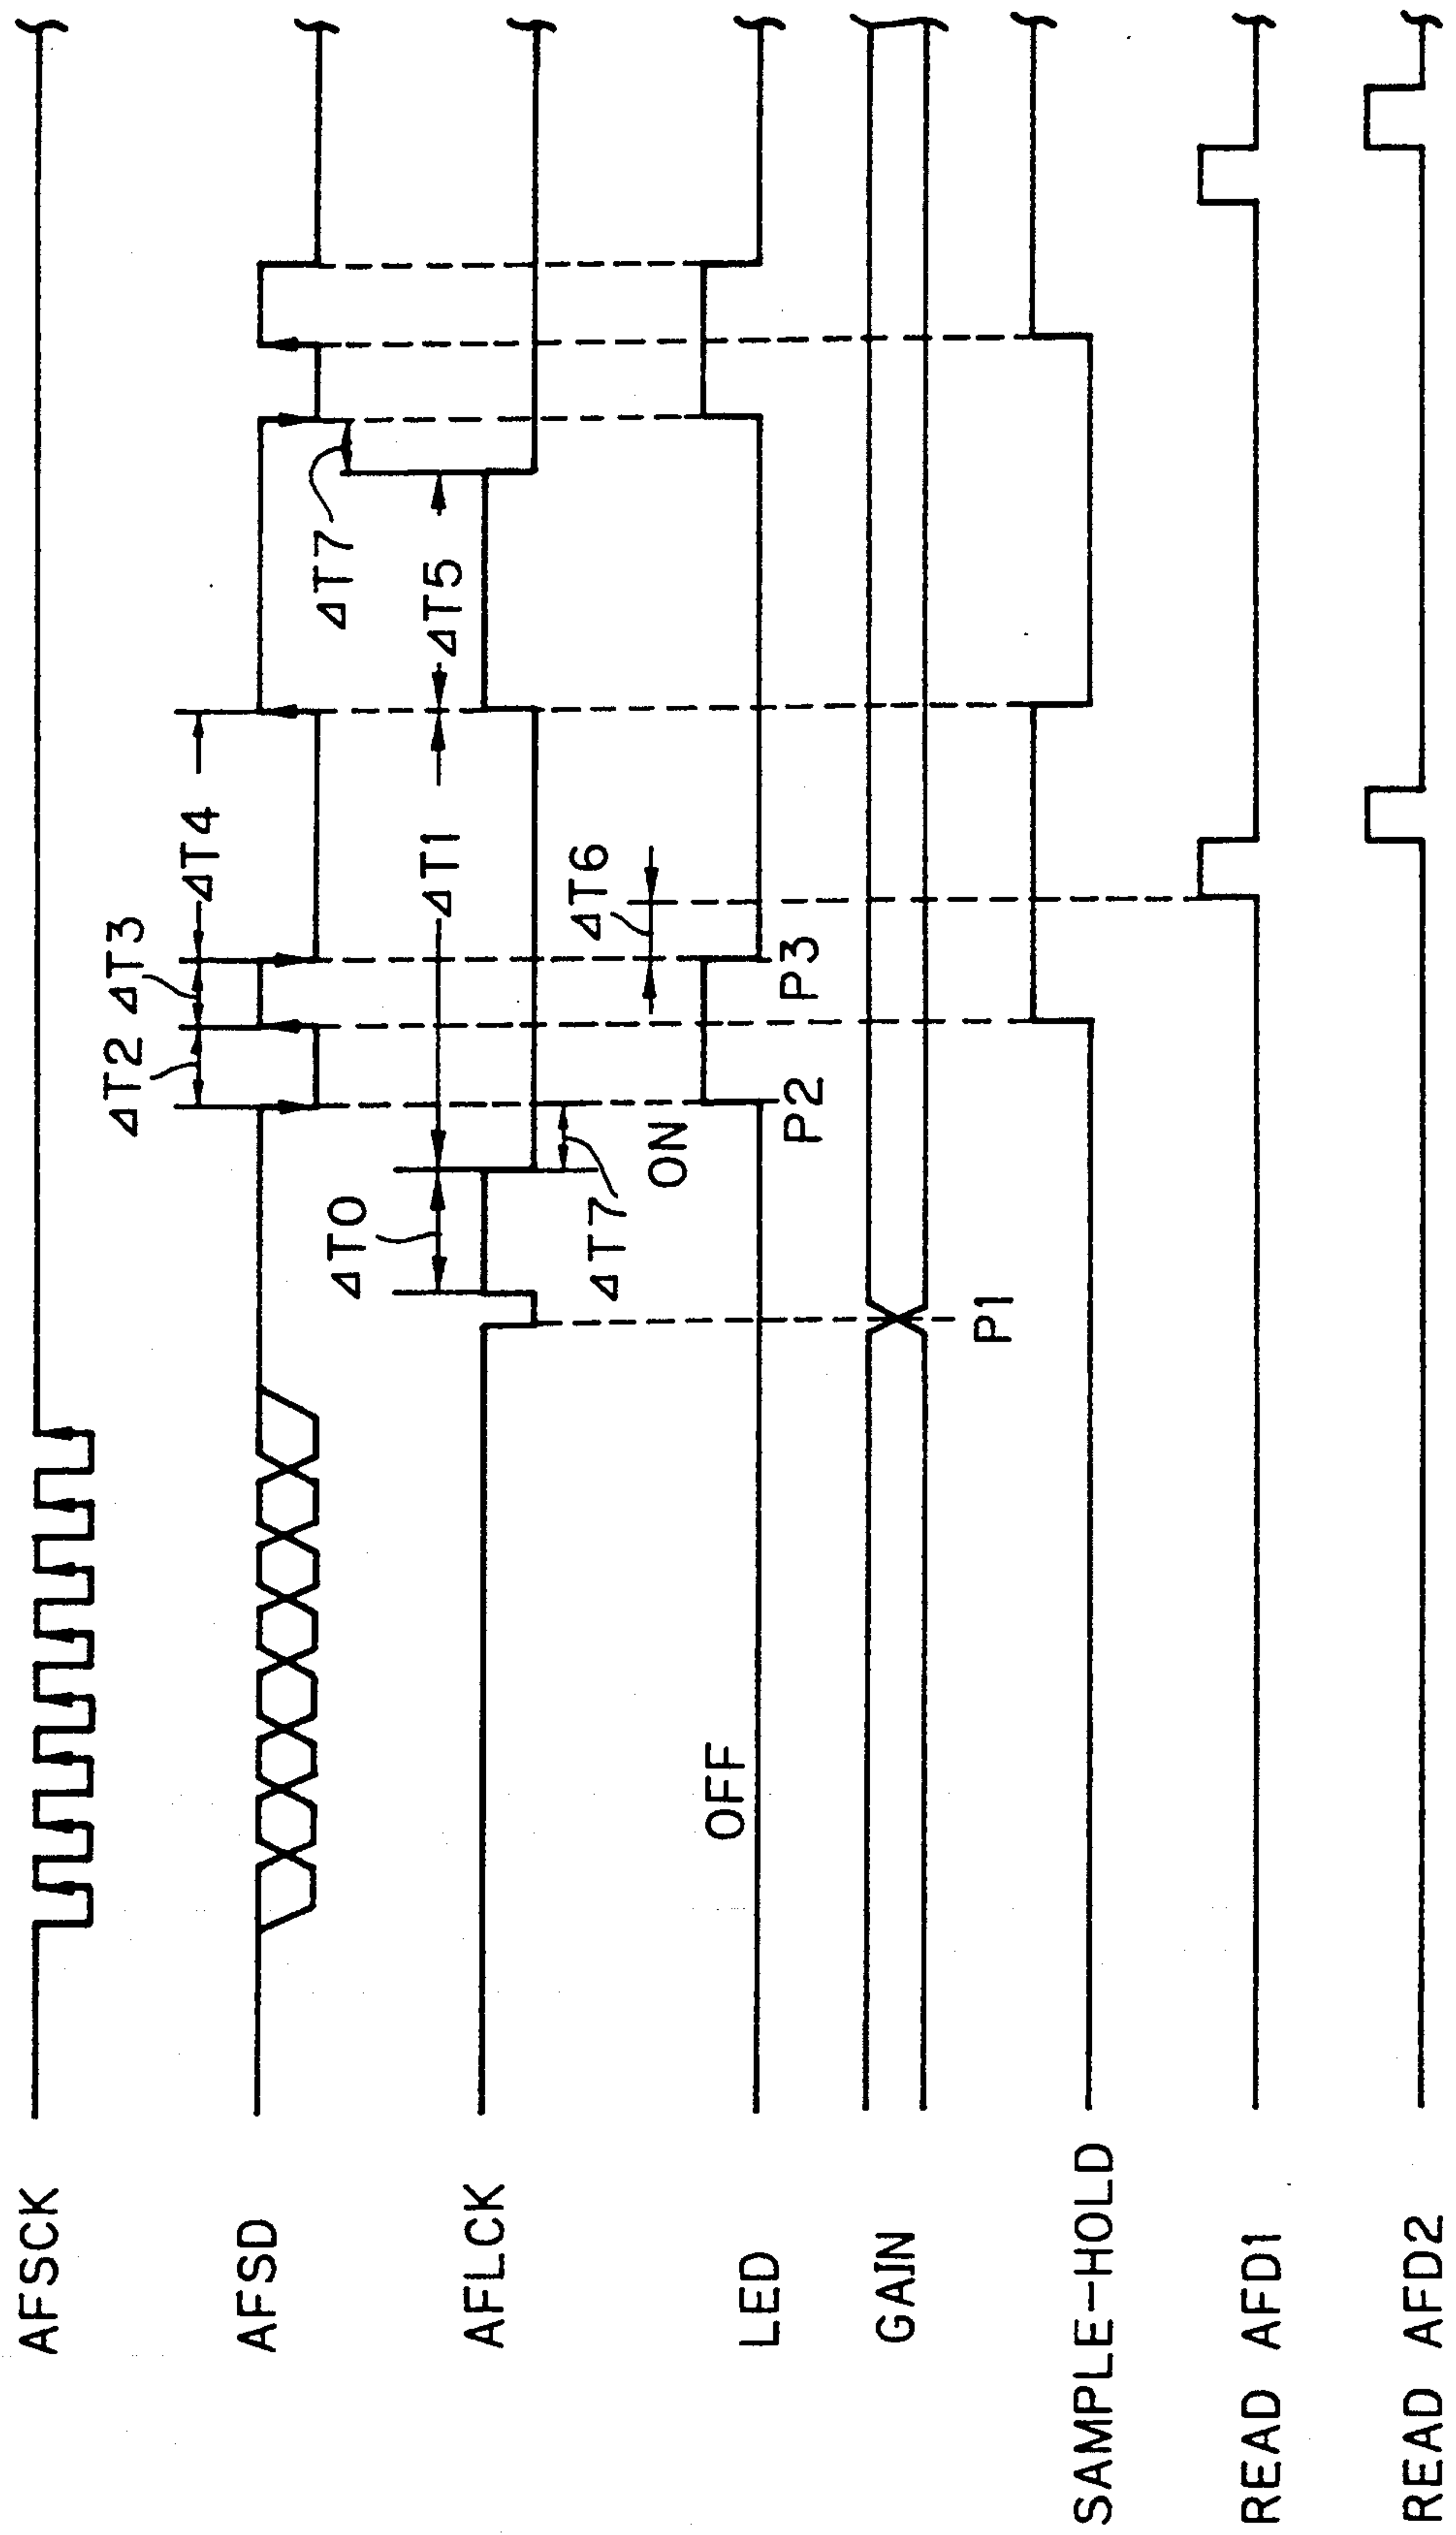 AFSCK
AFSD
ΔT2
ΔT3
ΔT4
ΔT7
AFLCK
ΔT0
ΔT1
ΔT5
ΔT7
ΔT6
LED
OFF
ON
P2
P3
GAIN
P1
SAMPLE-HOLD
READ AFD1
READ AFD2